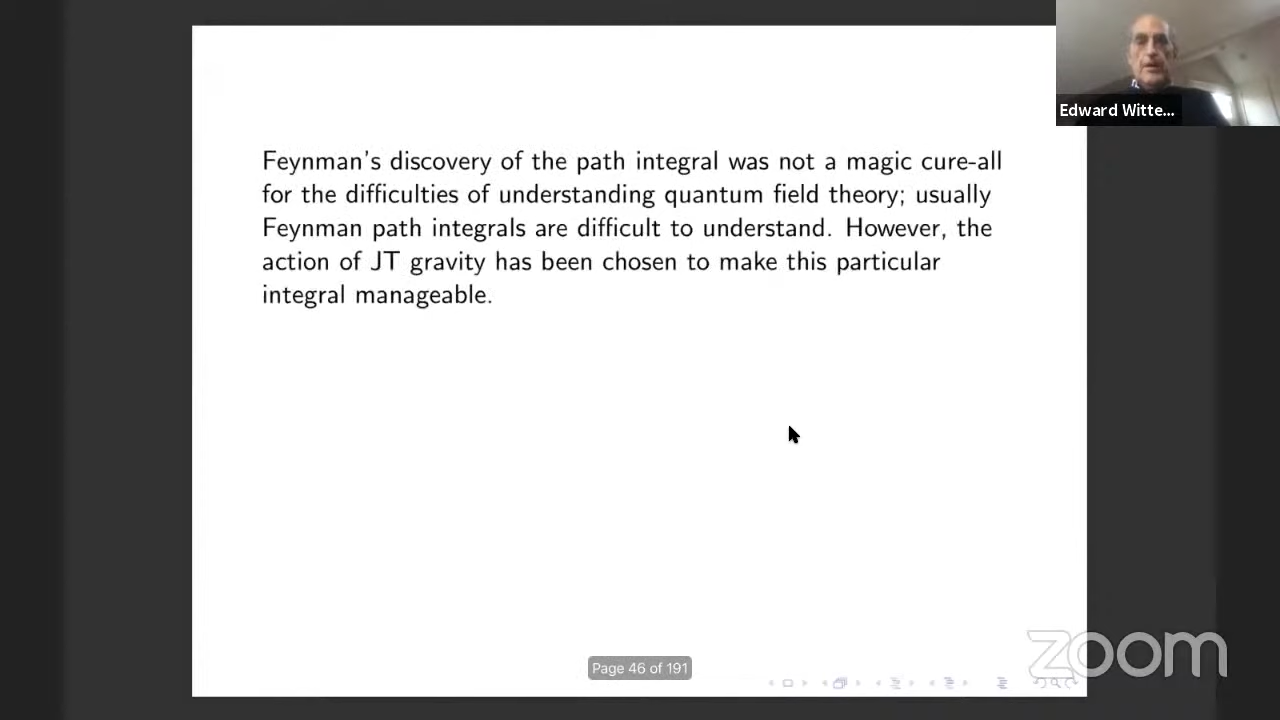 Edward Witte...
Feynman's discovery of the path integral was not a magic cure-all
for the difficulties of understanding quantum field theory; usually
Feynman path integrals are difficult to understand. However, the
action of JT gravity has been chosen to make this particular
integral manageable.
Page 46 of 191
zoom